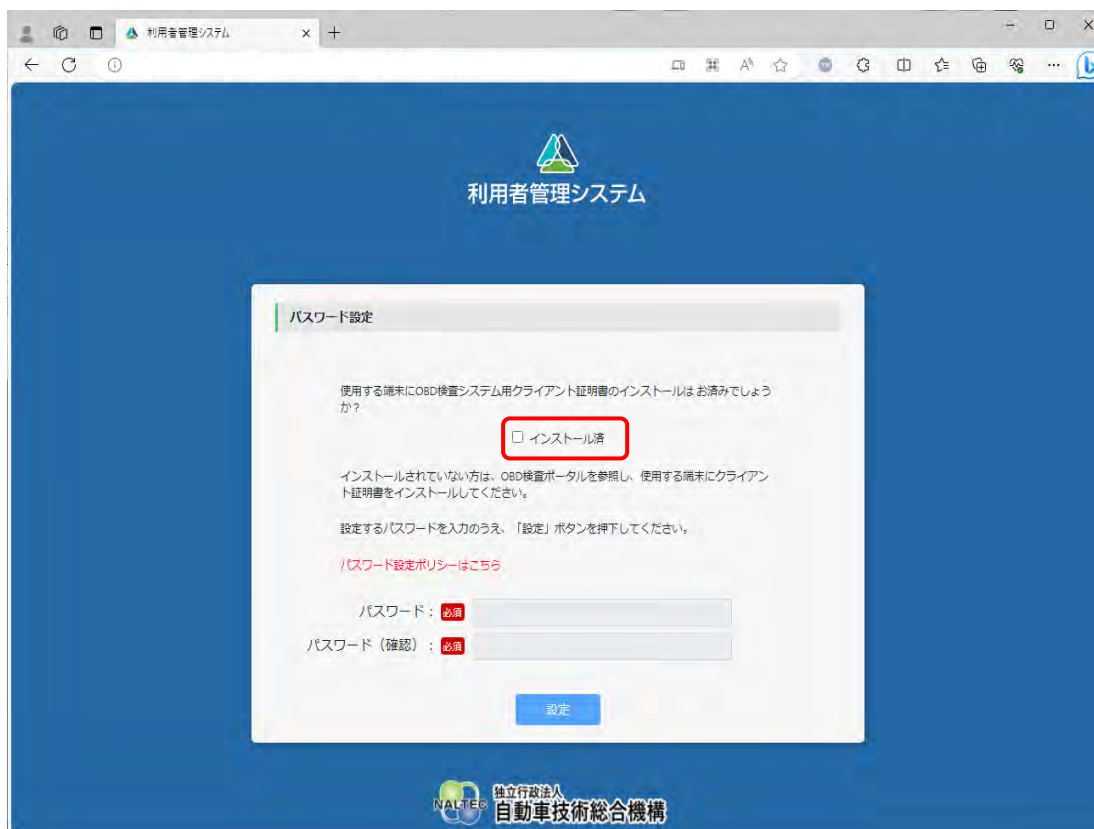 利用者管理システム
利用者管理システム
パスワード設定
使用する端末にOBD検査システム用クライアント証明書のインストールは お済みでしょう
か？
インストール済
インストールされていない方は、OBD検査ポータルを参照し、使用する端末にクライアン
ト証明書をインストールしてください。
設定するパスワードを入力のうえ、「設定」ボタンを押下してください。
パスワード設定ポリシーはこちら
パスワード： 必須
パスワード（確認）： 必須
設定
NALTEC 独立行政法人
自動車技術総合機構